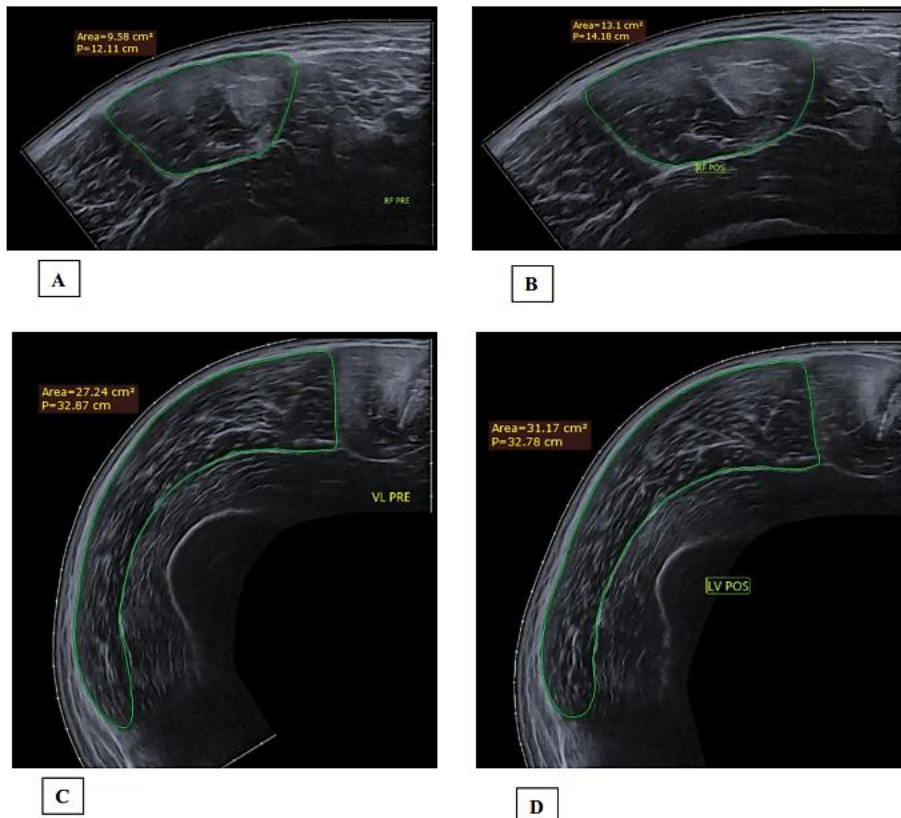 Area=9.58 cm²
P=12.11 cm
RF PRE
A
Area=13.1 cm²
P=14.18 cm
RF POS
B
Area=27.24 cm²
P=32.87 cm
VL PRE
C
Area=31.17 cm²
P=32.78 cm
LV POS
D